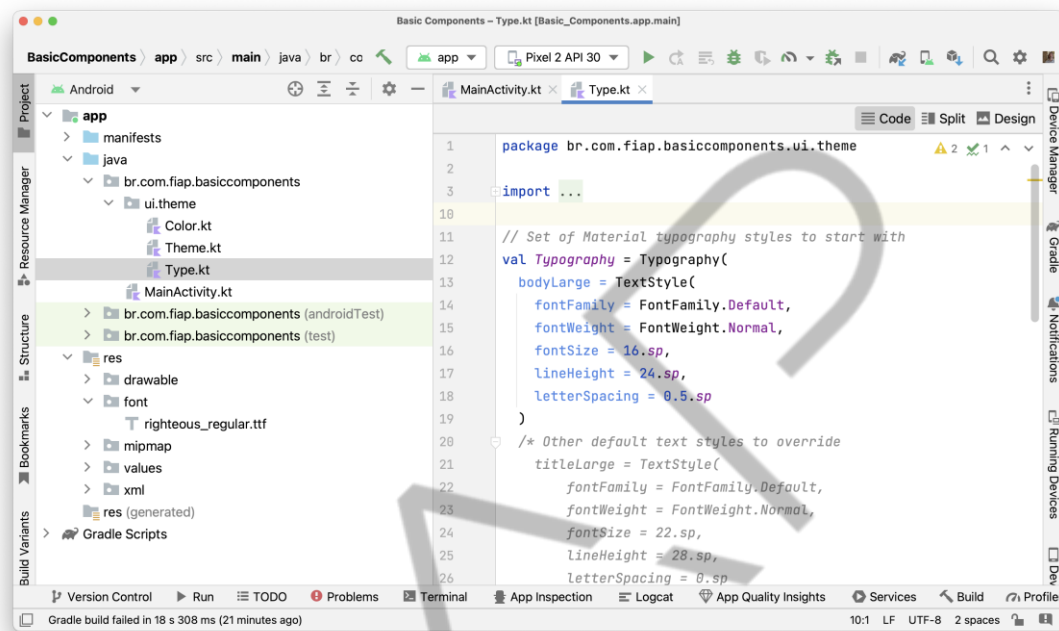 Basic Components – Type.kt [Basic_Components.app.main]
BasicComponents app src main java br cc app Pixel 2 API 30
Project
Resource Manager
Structure
Bookmarks
Build Variants
Android
app
manifests
java
br.com.fiap.basiccomponents
ui.theme
Color.kt
Theme.kt
Type.kt
MainActivity.kt
br.com.fiap.basiccomponents (androidTest)
br.com.fiap.basiccomponents (test)
res
drawable
font
righteous_regular.ttf
mipmap
values
xml
res (generated)
Gradle Scripts
MainActivity.kt Type.kt
Code Split Design
2 1
1 package br.com.fiap.basiccomponents.ui.theme
2
3 import ...
10
11 // Set of Material typography styles to start with
12 val Typography = Typography(
13 bodyLarge = TextStyle(
14 fontFamily = FontFamily.Default,
15 fontWeight = FontWeight.Normal,
16 fontSize = 16.sp,
17 lineHeight = 24.sp,
18 letterSpacing = 0.5.sp
19 )
20 /* Other default text styles to override
21 titleLarge = TextStyle(
22 fontFamily = FontFamily.Default,
23 fontWeight = FontWeight.Normal,
24 fontSize = 22.sp,
25 lineHeight = 28.sp,
26 letterSpacing = 0.sp
Device Manager
Gradle
Notifications
Running Devices
Dev
Version Control Run TODO Problems Terminal App Inspection Logcat App Quality Insights Services Build Profile
Gradle build failed in 18 s 308 ms (21 minutes ago) 10:1 LF UTF-8 2 spaces